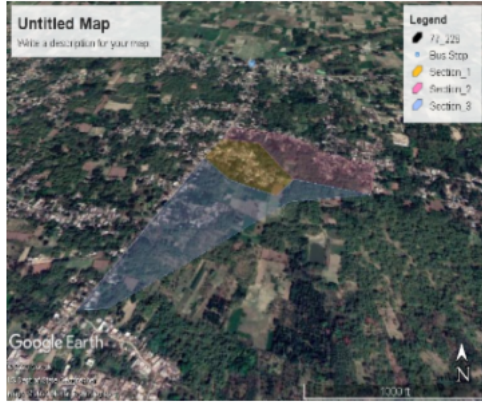 Untitled Map
Write a description for your map.
Legend
Bus Stop
Section_1
Section_2
Section_3
Google Earth
1000 ft
N